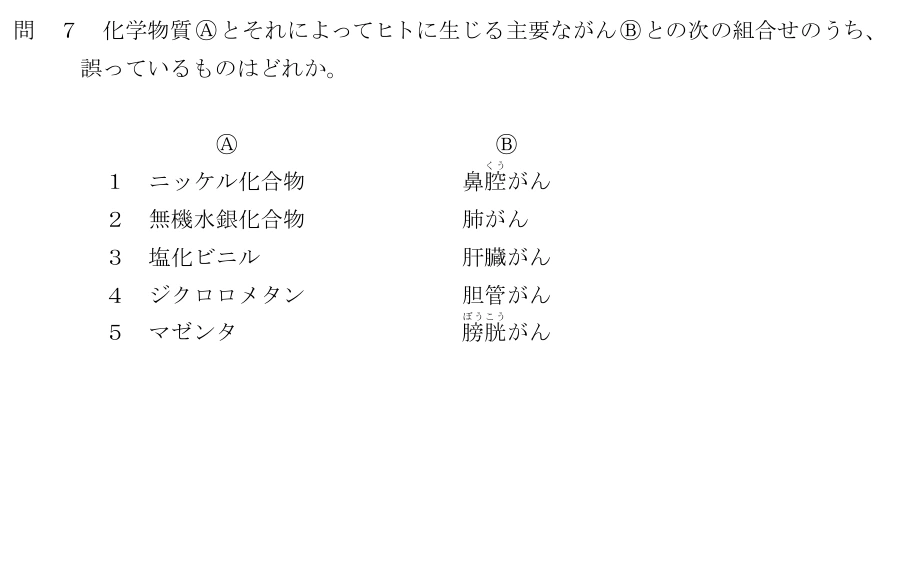 問　7　化学物質Ⓐとそれによってヒトに生じる主要ながんⒷとの次の組合せのうち、
誤っているものはどれか。
Ⓐ　Ⓑ
1　ニッケル化合物　鼻腔がん
くう
2　無機水銀化合物　肺がん
3　塩化ビニル　肝臓がん
4　ジクロロメタン　胆管がん
5　マゼンタ　膀胱がん
ぼうこう